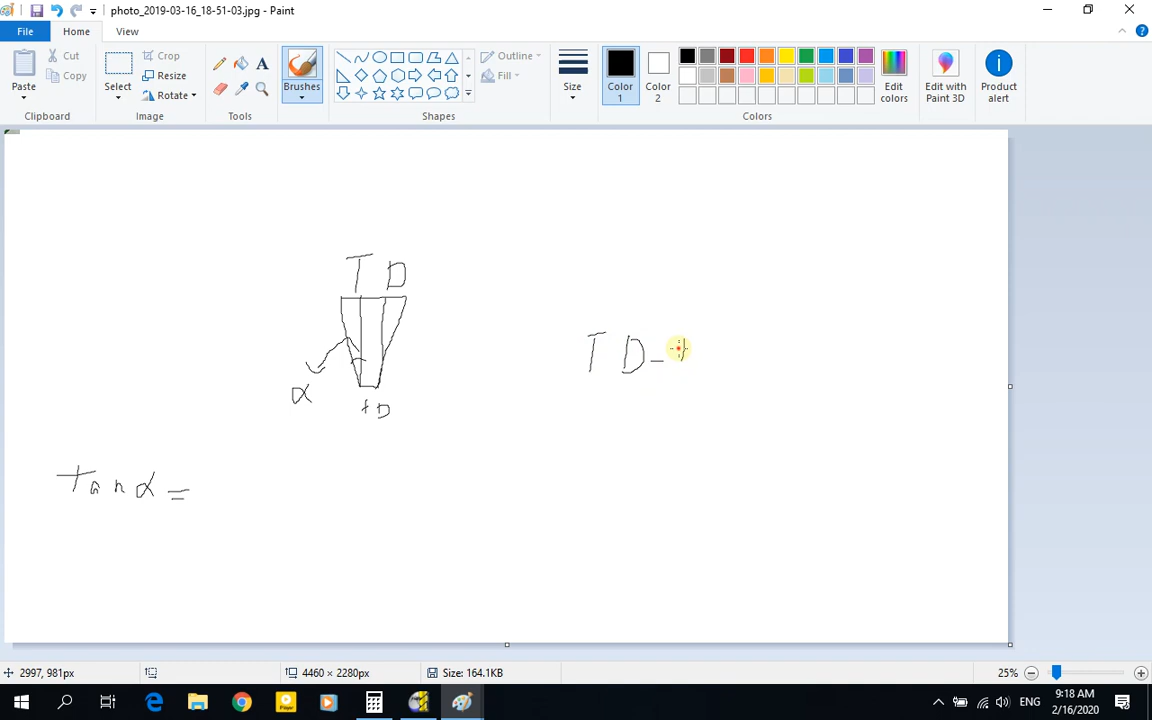 photo_2019-03-16_18-51-03.jpg - Paint
File Home View
Paste
Cut
Copy
Clipboard
Select
Crop
Resize
Rotate
Image
Tools
Brushes
Shapes
Outline
Fill
Size
Color 1
Color 2
Colors
Edit colors
Edit with Paint 3D
Product alert
T D
α
tD
T D -
tan α =
2997, 981px
4460 × 2280px
Size: 164.1KB
25%
ENG
9:18 AM
2/16/2020